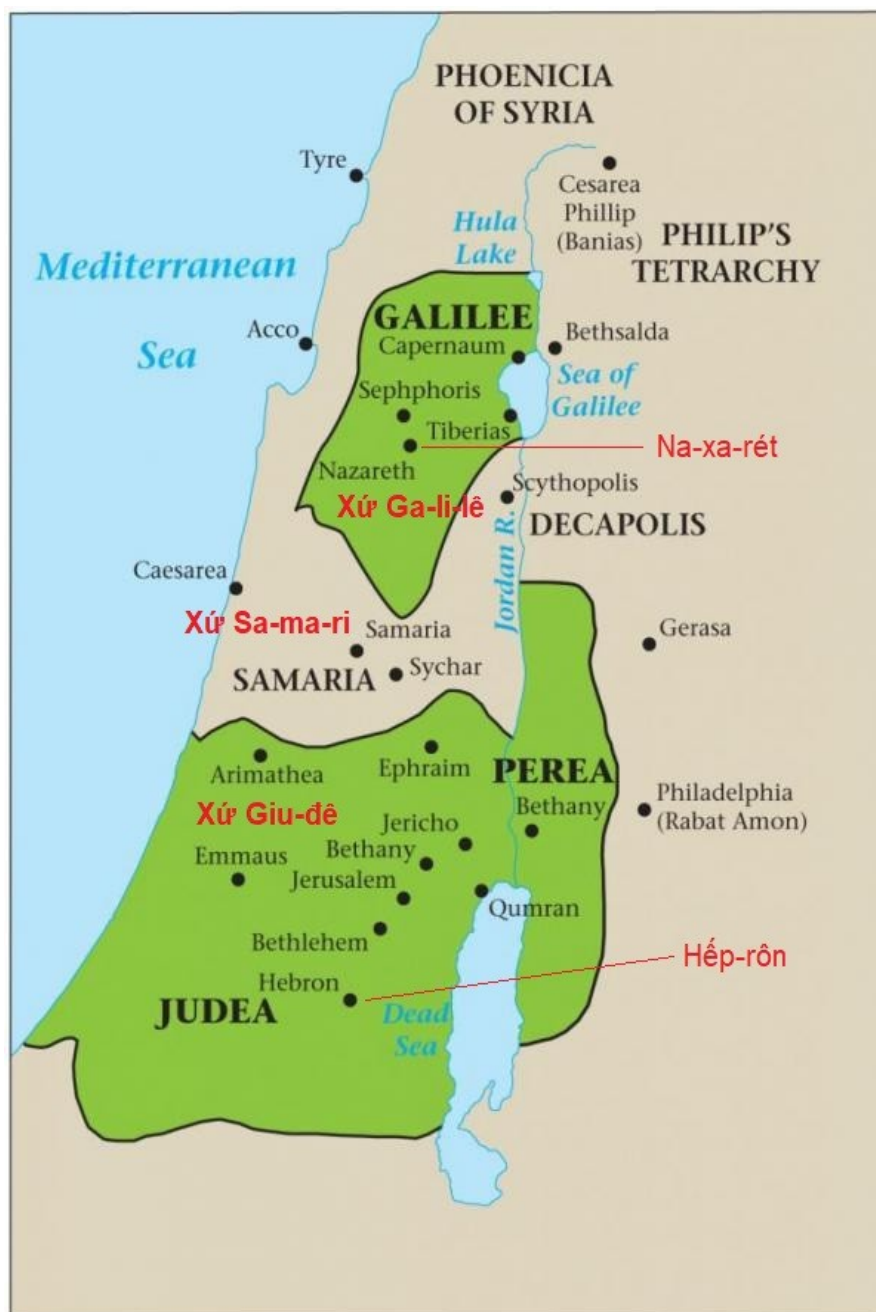 PHOENICIA
OF SYRIA
Tyre
Cesarea
Phillip
(Banias)
Hula
Lake
PHILIP'S
TETRARCHY
Mediterranean
Sea
GALILEE
Acco
Capernaum
Bethsalda
Sea of
Galilee
Sephphoris
Tiberias
Na-xa-rét
Nazareth
Xứ Ga-li-lê
Scythopolis
DECAPOLIS
Jordan R.
Caesarea
Xứ Sa-ma-ri
Samaria
Gerasa
SAMARIA
Sychar
Arimathea
Ephraim
PEREA
Xứ Giu-đê
Bethany
Philadelphia
(Rabat Amon)
Jericho
Emmaus
Bethany
Jerusalem
Qumran
Bethlehem
Hếp-rôn
Hebron
JUDEA
Dead
Sea